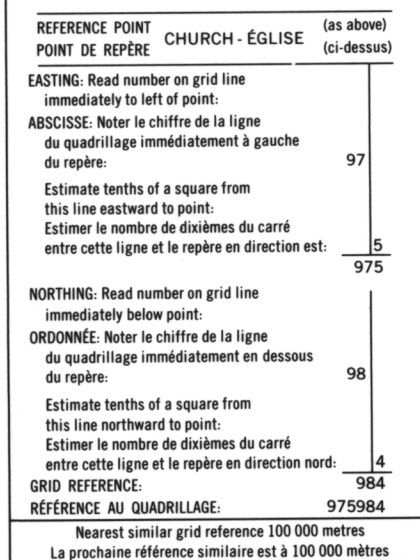 REFERENCE POINT CHURCH - ÉGLISE (as above)
POINT DE REPÈRE (ci-dessus)
EASTING: Read number on grid line
immediately to left of point:
ABSCISSE: Noter le chiffre de la ligne
du quadrillage immédiatement à gauche
du repère: 97
Estimate tenths of a square from
this line eastward to point:
Estimer le nombre de dixièmes du carré
entre cette ligne et le repère en direction est: 5
975
NORTHING: Read number on grid line
immediately below point:
ORDONNÉE: Noter le chiffre de la ligne
du quadrillage immédiatement en dessous
du repère: 98
Estimate tenths of a square from
this line northward to point:
Estimer le nombre de dixièmes du carré
entre cette ligne et le repère en direction nord: 4
GRID REFERENCE: 984
RÉFÉRENCE AU QUADRILLAGE: 975984
Nearest similar grid reference 100 000 metres
La prochaine référence similaire est à 100 000 mètres